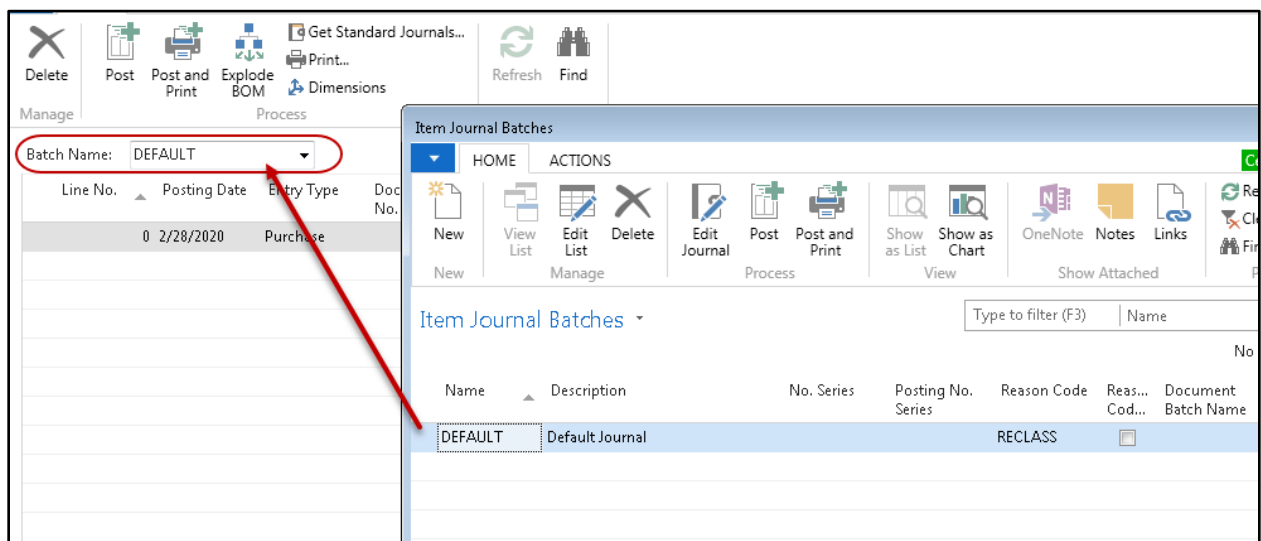 Get Standard Journals...
Print...
Delete Post Post and Print Explode BOM Dimensions Refresh Find
Manage Process
Batch Name: DEFAULT
Line No. Posting Date Entry Type Doc No.
0 2/28/2020 Purchase
Item Journal Batches
HOME ACTIONS
New View List Edit List Delete Edit Journal Post Post and Print Show as List Show as Chart OneNote Notes Links
Re
Cle
Fin
New Manage Process View Show Attached
Item Journal Batches
Type to filter (F3) Name
No
Name Description No. Series Posting No. Series Reason Code Reas... Cod... Document Batch Name
DEFAULT Default Journal RECLASS